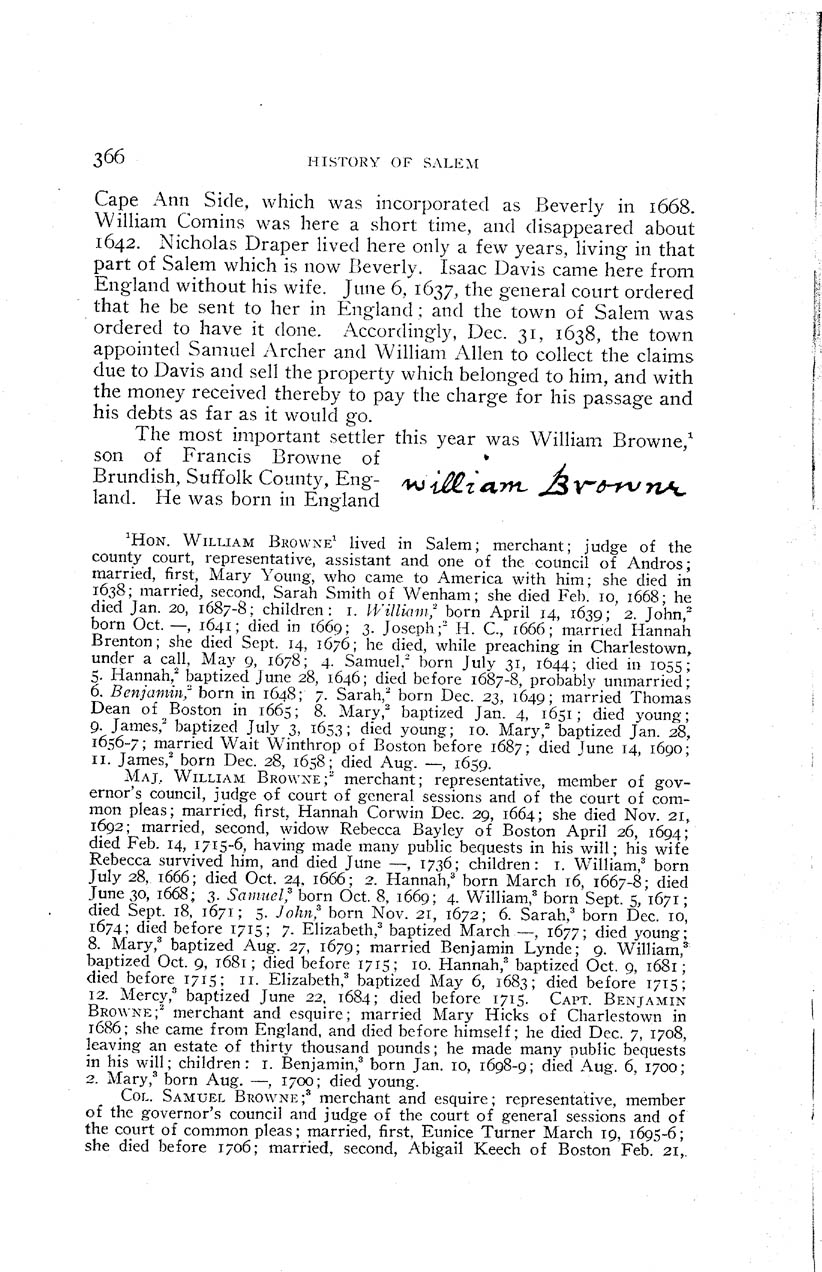 366
HISTORY OF SALEM
Cape Ann Side, which was incorporated as Beverly in 1668.
William Comins was here a short time, and disappeared about
1642. Nicholas Draper lived here only a few years, living in that
part of Salem which is now Beverly. Isaac Davis came here from
England without his wife. June 6, 1637, the general court ordered
that he be sent to her in England; and the town of Salem was
ordered to have it done. Accordingly, Dec. 31, 1638, the town
appointed Samuel Archer and William Allen to collect the claims
due to Davis and sell the property which belonged to him, and with
the money received thereby to pay the charge for his passage and
his debts as far as it would go.
The most important settler this year was William Browne,¹
son of Francis Browne of
Brundish, Suffolk County, Eng-
land. He was born in England
William Browne
¹HON. WILLIAM BROWNE¹ lived in Salem; merchant; judge of the
county court, representative, assistant and one of the council of Andros;
married, first, Mary Young, who came to America with him; she died in
1638; married, second, Sarah Smith of Wenham; she died Feb. 10, 1668; he
died Jan. 20, 1687-8; children: 1. William,² born April 14, 1639; 2. John,²
born Oct. —, 1641; died in 1669; 3. Joseph;² H. C., 1666; married Hannah
Brenton; she died Sept. 14, 1676; he died, while preaching in Charlestown,
under a call, May 9, 1678; 4. Samuel,² born July 31, 1644; died in 1655;
5. Hannah,² baptized June 28, 1646; died before 1687-8, probably unmarried;
6. Benjamin,² born in 1648; 7. Sarah,² born Dec. 23, 1649; married Thomas
Dean of Boston in 1665; 8. Mary,² baptized Jan. 4, 1651; died young;
9. James,² baptized July 3, 1653; died young; 10. Mary,² baptized Jan. 28,
1656-7; married Wait Winthrop of Boston before 1687; died June 14, 1690;
11. James,² born Dec. 28, 1658; died Aug. —, 1659.
MAJ. WILLIAM BROWNE;² merchant; representative, member of gov-
ernor's council, judge of court of general sessions and of the court of com-
mon pleas; married, first, Hannah Corwin Dec. 29, 1664; she died Nov. 21,
1692; married, second, widow Rebecca Bayley of Boston April 26, 1694;
died Feb. 14, 1715-6, having made many public bequests in his will; his wife
Rebecca survived him, and died June —, 1736; children: 1. William,³ born
July 28, 1666; died Oct. 24, 1666; 2. Hannah,³ born March 16, 1667-8; died
June 30, 1668; 3. Samuel,³ born Oct. 8, 1669; 4. William,³ born Sept. 5, 1671;
died Sept. 18, 1671; 5. John,³ born Nov. 21, 1672; 6. Sarah,³ born Dec. 10,
1674; died before 1715; 7. Elizabeth,³ baptized March —, 1677; died young;
8. Mary,³ baptized Aug. 27, 1679; married Benjamin Lynde; 9. William,³
baptized Oct. 9, 1681; died before 1715; 10. Hannah,³ baptized Oct. 9, 1681;
died before 1715; 11. Elizabeth,³ baptized May 6, 1683; died before 1715;
12. Mercy,³ baptized June 22, 1684; died before 1715. CAPT. BENJAMIN
BROWNE;² merchant and esquire; married Mary Hicks of Charlestown in
1686; she came from England, and died before himself; he died Dec. 7, 1708,
leaving an estate of thirty thousand pounds; he made many public bequests
in his will; children: 1. Benjamin,³ born Jan. 10, 1698-9; died Aug. 6, 1700;
2. Mary,³ born Aug. —, 1700; died young.
COL. SAMUEL BROWNE;³ merchant and esquire; representative, member
of the governor's council and judge of the court of general sessions and of
the court of common pleas; married, first, Eunice Turner March 19, 1695-6;
she died before 1706; married, second, Abigail Keech of Boston Feb. 21,